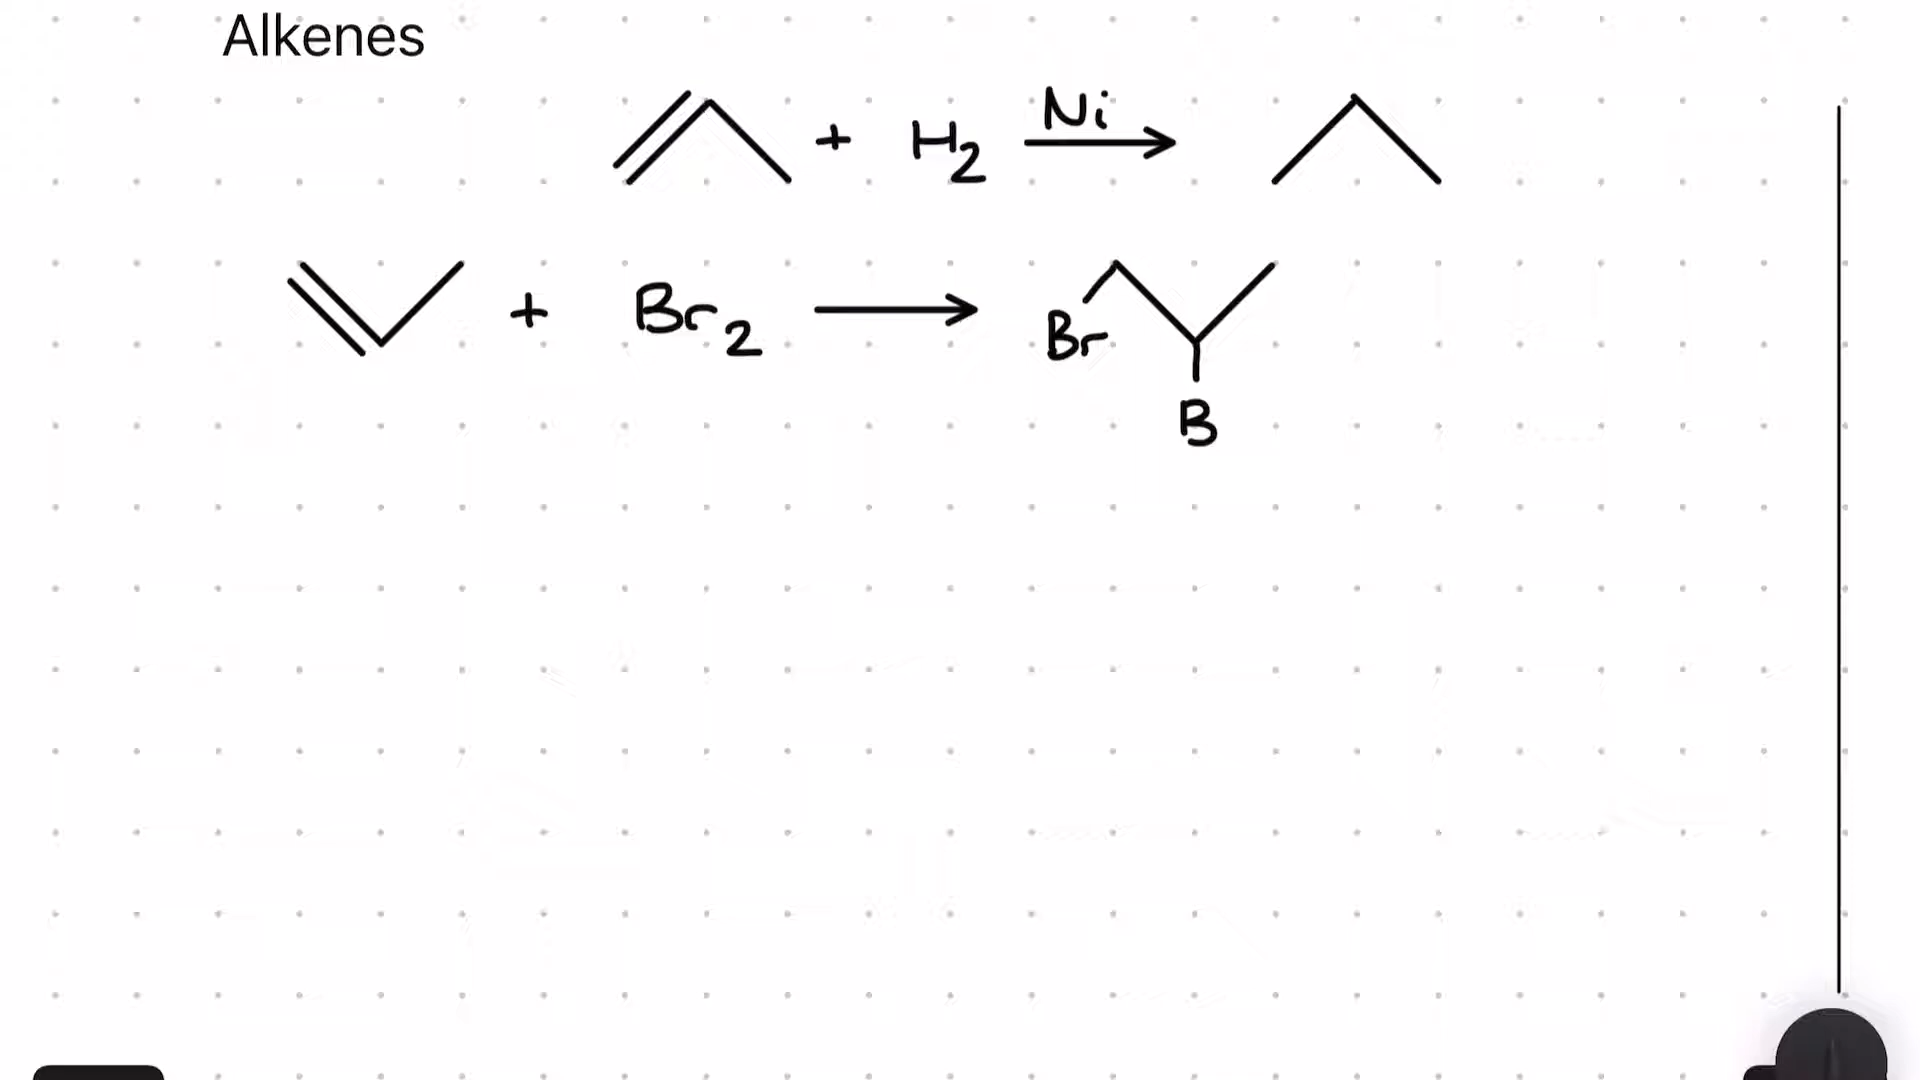 Alkenes
+ H₂ Ni →
+ Br₂ → Br
B